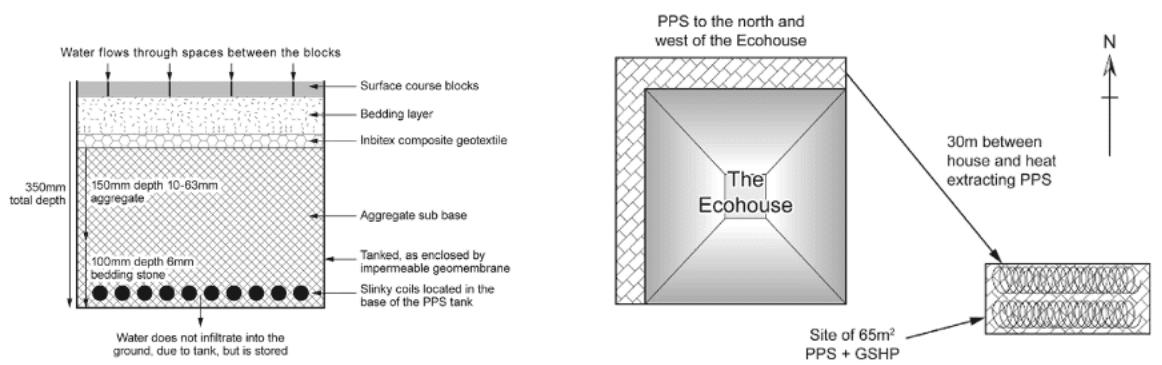 Water flows through spaces between the blocks
Surface course blocks
Bedding layer
Inbitex composite geotextile
350mm
total depth
150mm depth 10-63mm
aggregate
Aggregate sub base
100mm depth 6mm
bedding stone
Tanked, as enclosed by
impermeable geomembrane
Slinky coils located in the
base of the PPS tank
Water does not infiltrate into the
ground, due to tank, but is stored
PPS to the north and
west of the Ecohouse
N
30m between
house and heat
extracting PPS
The
Ecohouse
Site of 65m²
PPS + GSHP